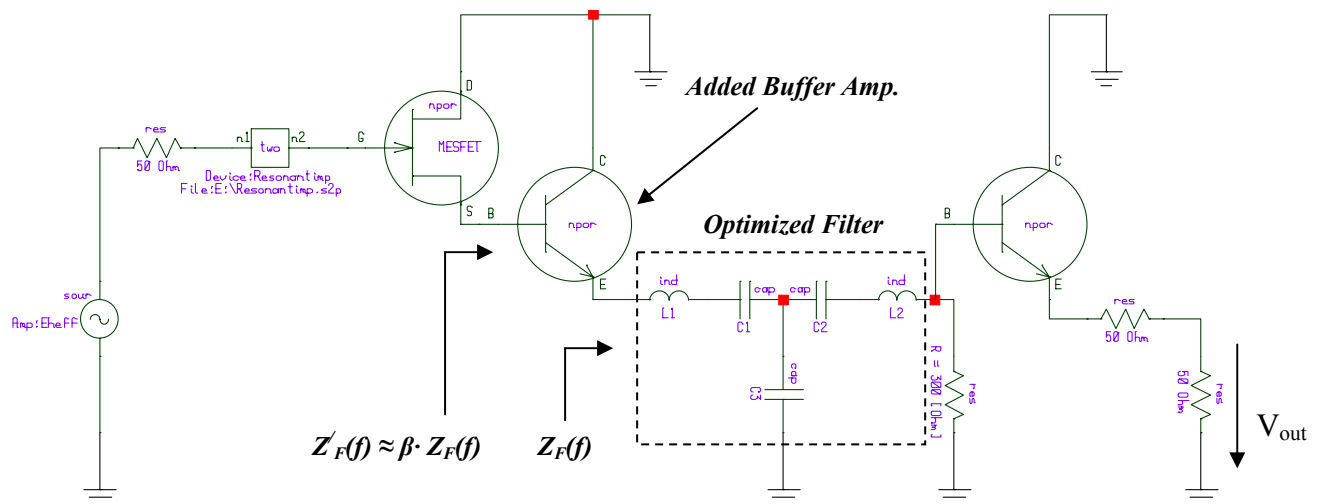 D
npor
G
MESFET
S
res
50 Ohm
n1
two
n2
Device:Resonantimp
File:E:\Resonantimp.s2p
sour
Amp:EheFF
Added Buffer Amp.
C
B
npor
E
Optimized Filter
ind
L1
cap
C1
cap
C2
ind
L2
cap
C3
res
R = 300 [Ohm]
C
B
npor
E
res
50 Ohm
res
50 Ohm
Vout
Z/F(f) ≈ β· ZF(f)
ZF(f)